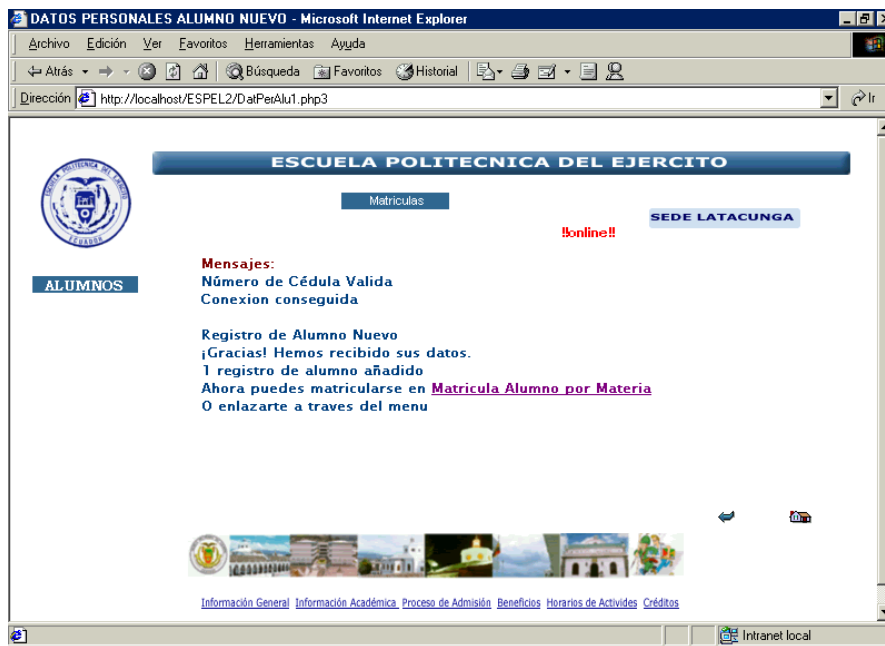 DATOS PERSONALES ALUMNO NUEVO - Microsoft Internet Explorer
Archivo Edición Ver Favoritos Herramientas Ayuda
Atrás Búsqueda Favoritos Historial
Dirección http://localhost/ESPEL2/DatPerAlu1.php3 Ir
ESCUELA POLITECNICA DEL EJERCITO
Matriculas
SEDE LATACUNGA
!!online!!
ECUADOR
ALUMNOS
Mensajes:
Número de Cédula Valida
Conexion conseguida
Registro de Alumno Nuevo
¡Gracias! Hemos recibido sus datos.
1 registro de alumno añadido
Ahora puedes matricularse en Matricula Alumno por Materia
O enlazarte a traves del menu
Información General Información Académica Proceso de Admisión Beneficios Horarios de Activides Créditos
Intranet local